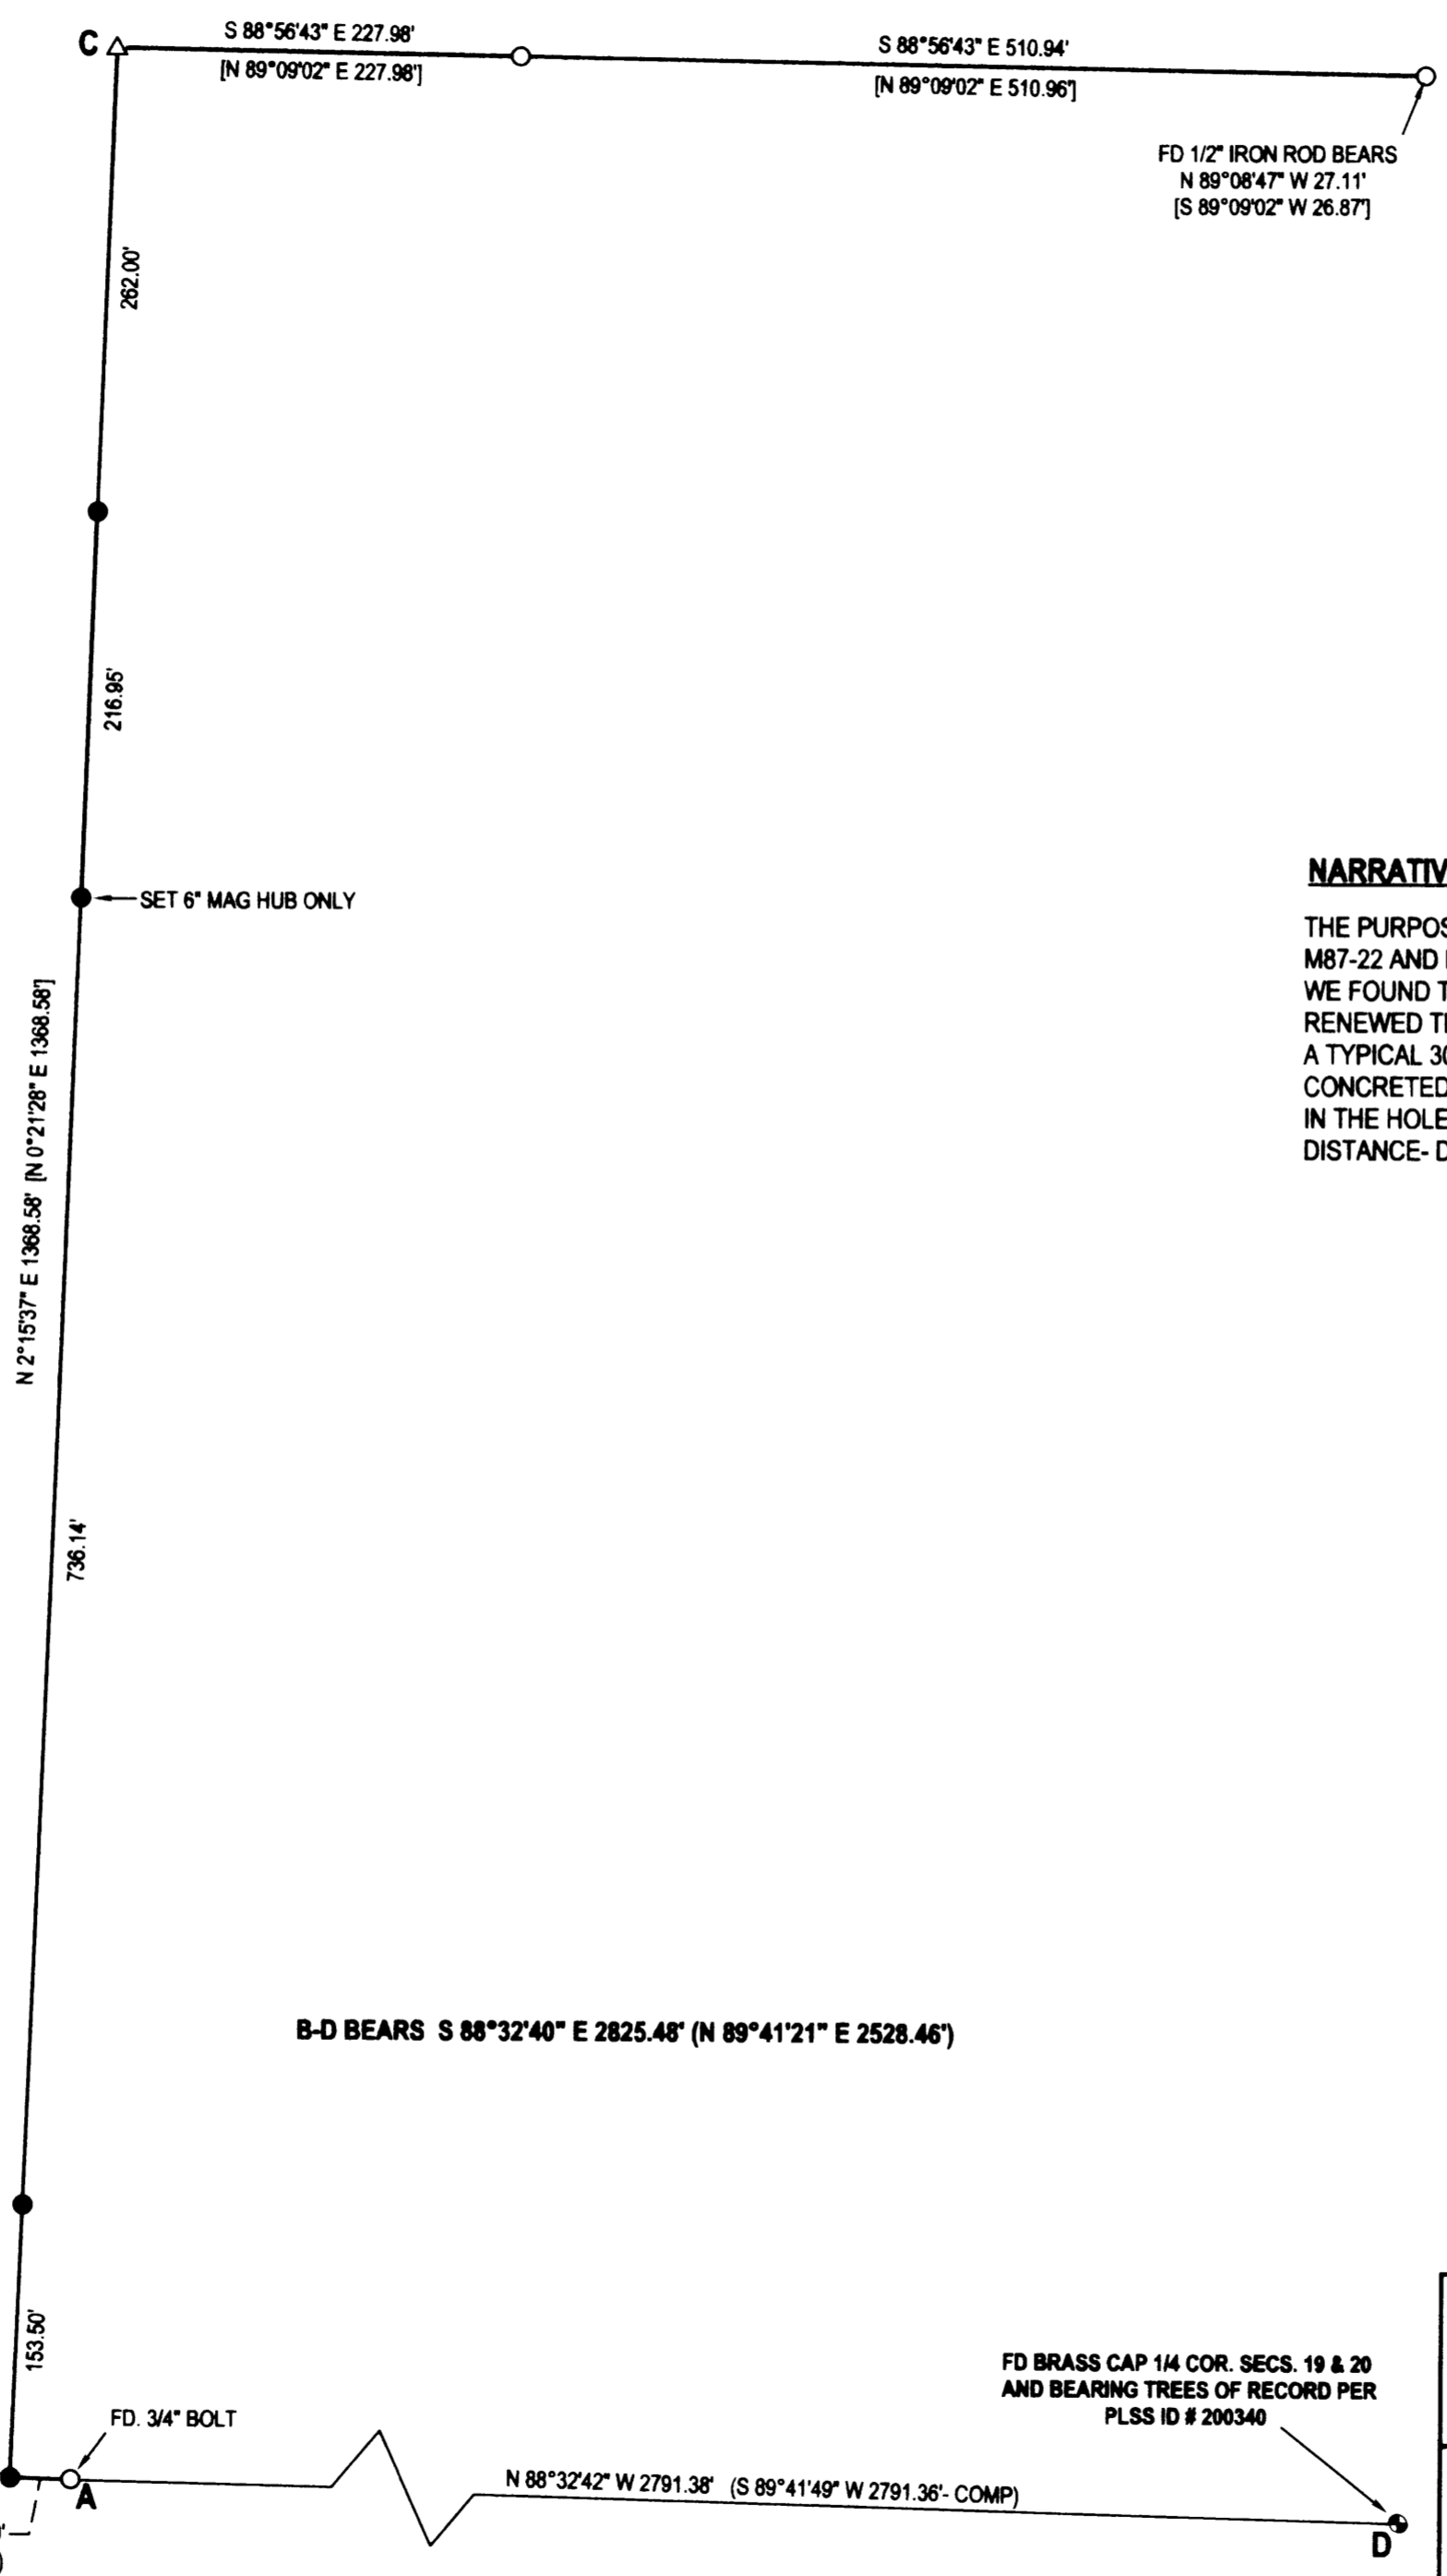 C
S 88°56'43" E 227.98'
[N 89°09'02" E 227.98']
S 88°56'43" E 510.94'
[N 89°09'02" E 510.96']
FD 1/2" IRON ROD BEARS
N 89°08'47" W 27.11'
[S 89°09'02" W 26.87']
262.00'
216.95'
SET 6" MAG HUB ONLY
NARRATIV
THE PURPOS
M87-22 AND
WE FOUND T
RENEWED
A TYPICAL 30
CONCRETED
IN THE HOLE
DISTANCE- D
N 2°15'37" E 1368.58' [N 0°21'28" E 1368.58']
736.14'
B-D BEARS S 88°32'40" E 2825.48' (N 89°41'21" E 2528.46')
153.50'
FD. 3/4" BOLT
A
N 88°32'42" W 2791.38' (S 89°41'49" W 2791.36'- COMP)
FD BRASS CAP 1/4 COR. SECS. 19 & 20
AND BEARING TREES OF RECORD PER
PLSS ID # 200340
D